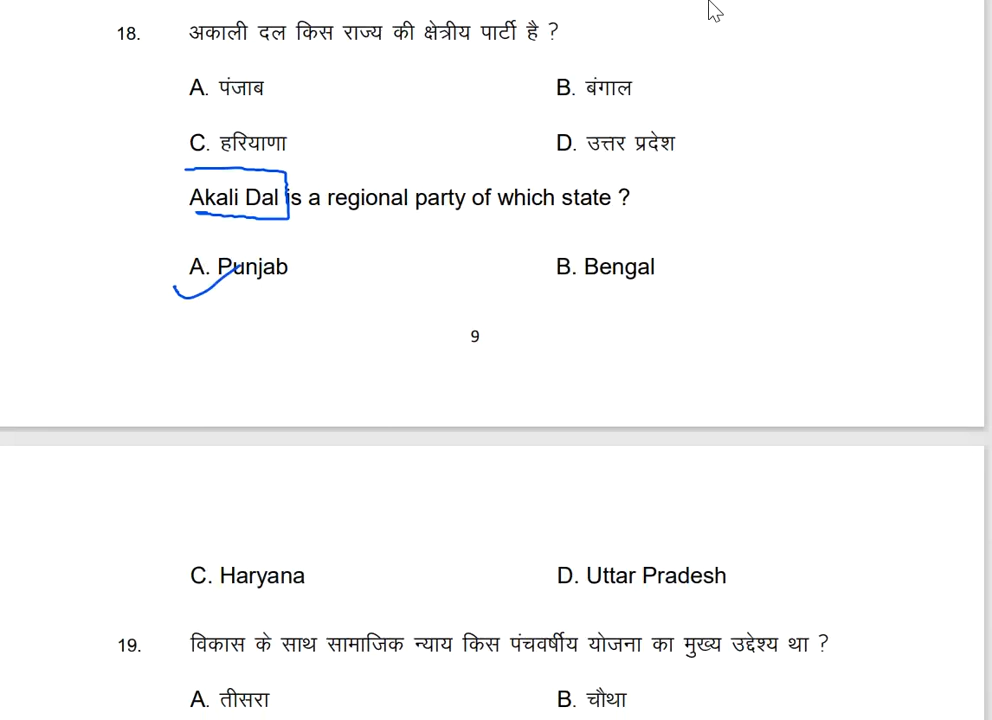 18. अकाली दल किस राज्य की क्षेत्रीय पार्टी है ?
A. पंजाब B. बंगाल
C. हरियाणा D. उत्तर प्रदेश
Akali Dal is a regional party of which state ?
A. Punjab B. Bengal
9
C. Haryana D. Uttar Pradesh
19. विकास के साथ सामाजिक न्याय किस पंचवर्षीय योजना का मुख्य उद्देश्य था ?
A. तीसरा B. चौथा